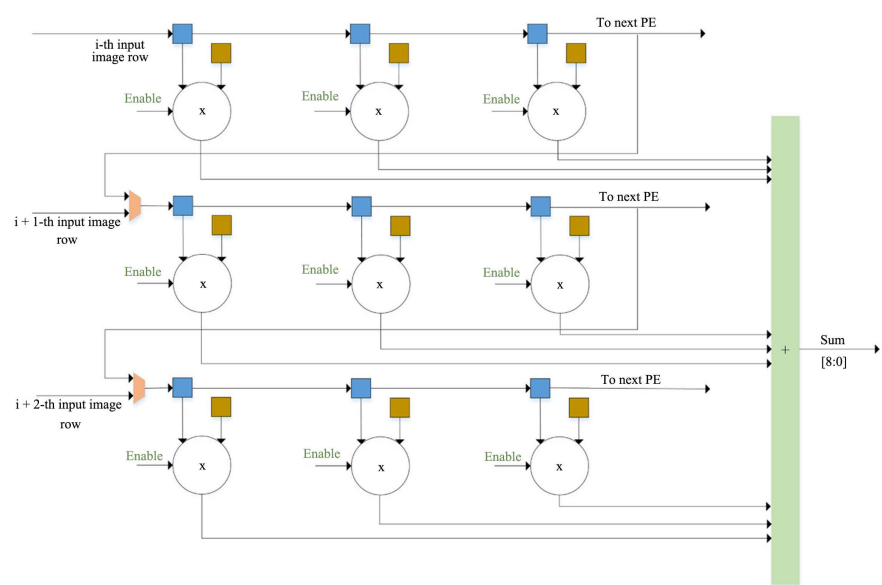 To next PE
i-th input
image row
Enable
Enable
Enable
x
x
x
To next PE
i + 1-th input image
row
Enable
Enable
Enable
x
x
x
Sum
+
[8:0]
To next PE
i + 2-th input image
row
Enable
Enable
Enable
x
x
x